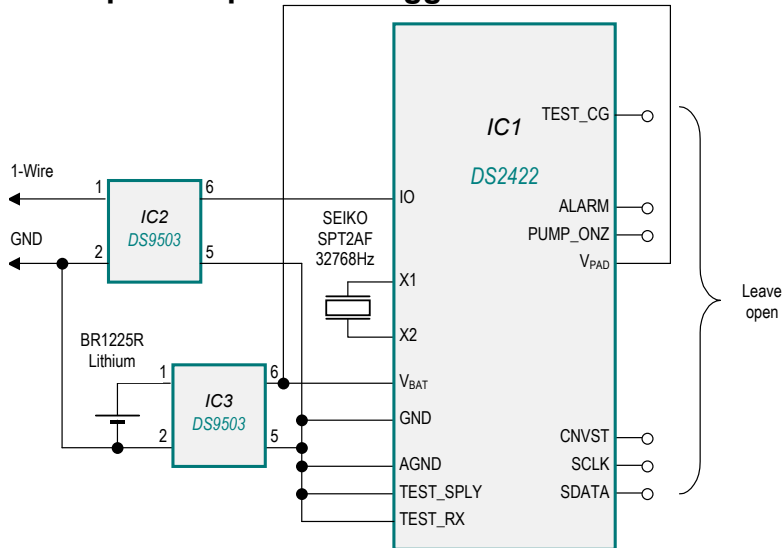 TEST_CG
IC1
DS2422
1-Wire
1
6
IO
IC2
DS9503
SEIKO
SPT2AF
32768Hz
ALARM
PUMP_ONZ
VPAD
GND
2
5
X1
X2
Leave
open
BR1225R
Lithium
1
6
VBAT
IC3
DS9503
2
5
GND
AGND
TEST_SPLY
TEST_RX
CNVST
SCLK
SDATA